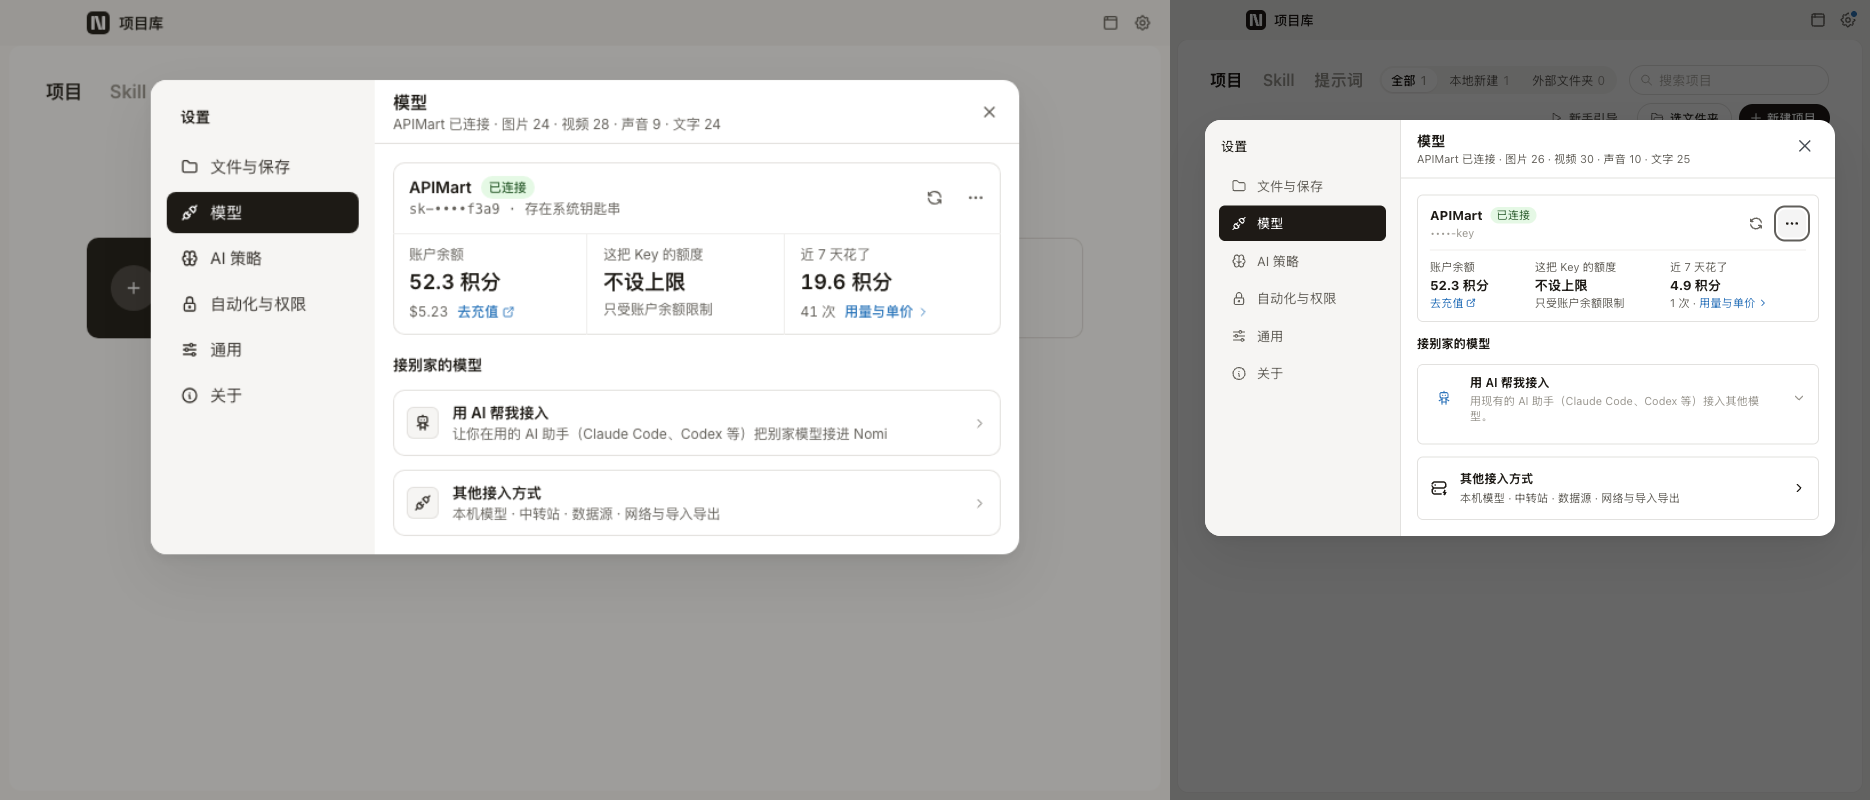 项目库
项目 Skill
设置
文件与保存
模型
AI 策略
自动化与权限
通用
关于
模型
APIMart 已连接 · 图片 24 · 视频 28 · 声音 9 · 文字 24
APIMart 已连接
sk-••••f3a9 · 存在系统钥匙串
账户余额
52.3 积分
$5.23 去充值
这把 Key 的额度
不设上限
只受账户余额限制
近 7 天花了
19.6 积分
41 次 用量与单价
接别家的模型
用 AI 帮我接入
让你在用的 AI 助手（Claude Code、Codex 等）把别家模型接进 Nomi
其他接入方式
本机模型 · 中转站 · 数据源 · 网络与导入导出
项目库
项目 Skill 提示词 全部 1 本地新建 1 外部文件夹 0 搜索项目
新手引导 选文件夹 新建项目
设置
文件与保存
模型
AI 策略
自动化与权限
通用
关于
模型
APIMart 已连接 · 图片 26 · 视频 30 · 声音 10 · 文字 25
APIMart 已连接
•••••-key
账户余额
52.3 积分
去充值
这把 Key 的额度
不设上限
只受账户余额限制
近 7 天花了
4.9 积分
1 次 · 用量与单价
接别家的模型
用 AI 帮我接入
用现有的 AI 助手（Claude Code、Codex 等）接入其他模
型。
其他接入方式
本机模型 · 中转站 · 数据源 · 网络与导入导出